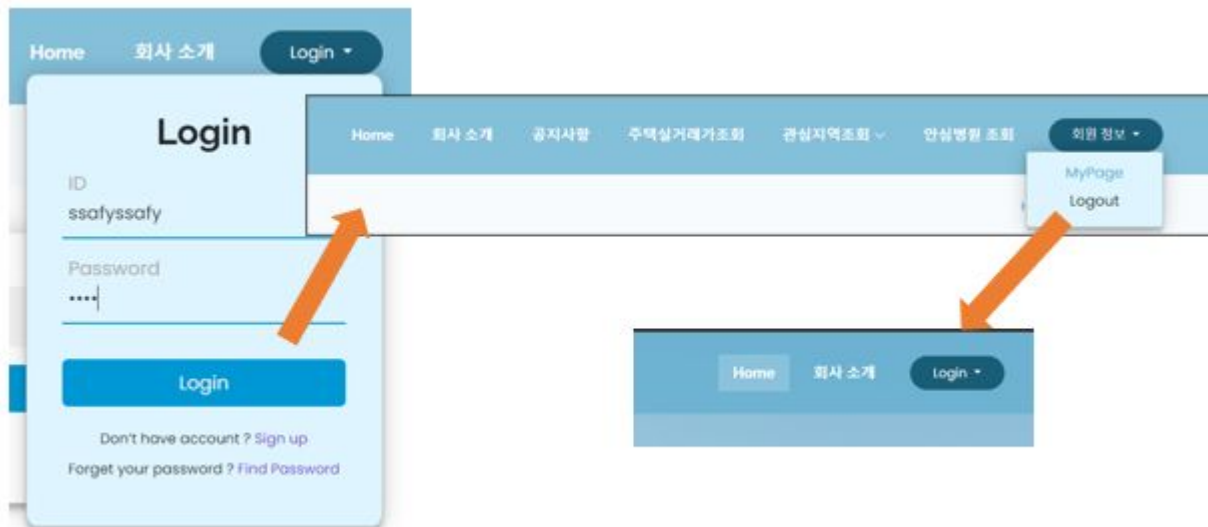 Home 회사 소개 Login
Login
ID
ssafyssafy
Password
••••
Login
Don't have account ? Sign up
Forget your password ? Find Password
Home 회사 소개 공지사항 주택실거래가조회 관심지역조회 안심병원 조회 회원 정보
MyPage
Logout
Home 회사 소개 Login